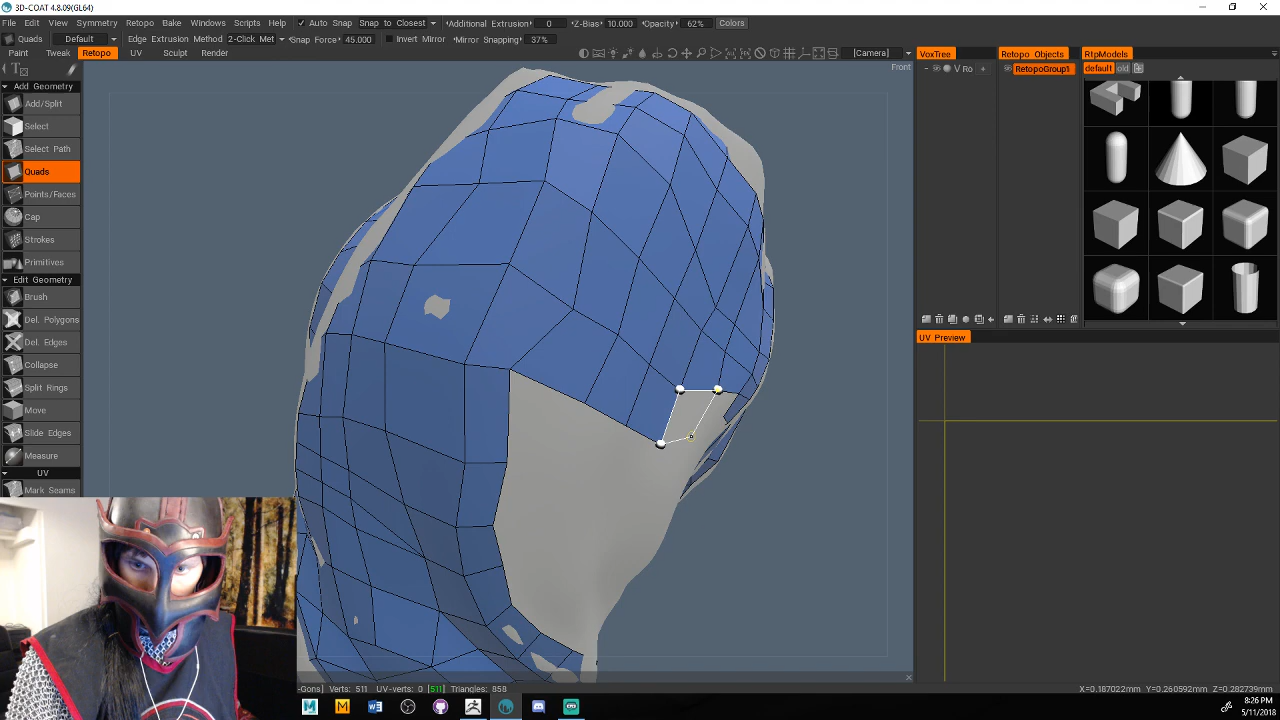 3D-COAT 4.8.09(GL64)
File Edit View Symmetry Retopo Bake Windows Scripts Help Auto Snap Snap to Closest Additional Extrusion 0 Z-Bias 10.000 Opacity 62% Colors
Quads Default Edge Extrusion Method 2-Click Met Snap Force 45.000 Invert Mirror Mirror Snapping 37%
Paint Tweak Retopo UV Sculpt Render [Camera] VoxTree Retopo Objects RtpModels
Front
V Ro + RetopoGroup1 default old
Add Geometry
Add/Split
Select
Select Path
Quads
Points/Faces
Cap
Strokes
Primitives
Edit Geometry
Brush
Del. Polygons
Del. Edges
UV Preview
Collapse
Split Rings
Move
Slide Edges
Measure
UV
Mark Seams
-Gons] Verts: 511 UV-verts: 0 [511] Triangles: 858 X=0.187022mm Y=0.260592mm Z=0.282739mm
8:26 PM
5/11/2018